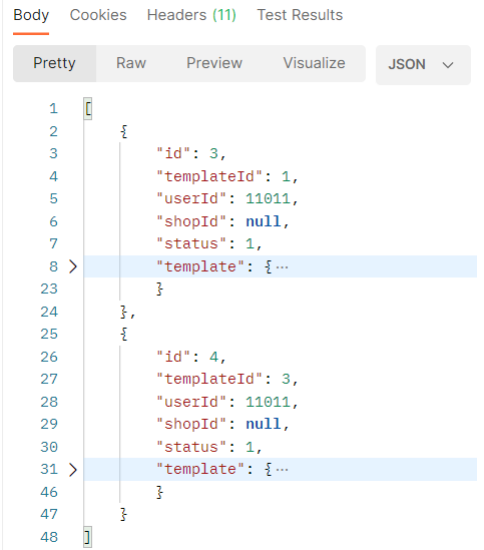 Body Cookies Headers (11) Test Results
Pretty Raw Preview Visualize JSON
1 [
2 {
3 "id": 3,
4 "templateId": 1,
5 "userId": 11011,
6 "shopId": null,
7 "status": 1,
8 "template": { ⋯
23 }
24 },
25 {
26 "id": 4,
27 "templateId": 3,
28 "userId": 11011,
29 "shopId": null,
30 "status": 1,
31 "template": { ⋯
46 }
47 }
48 ]